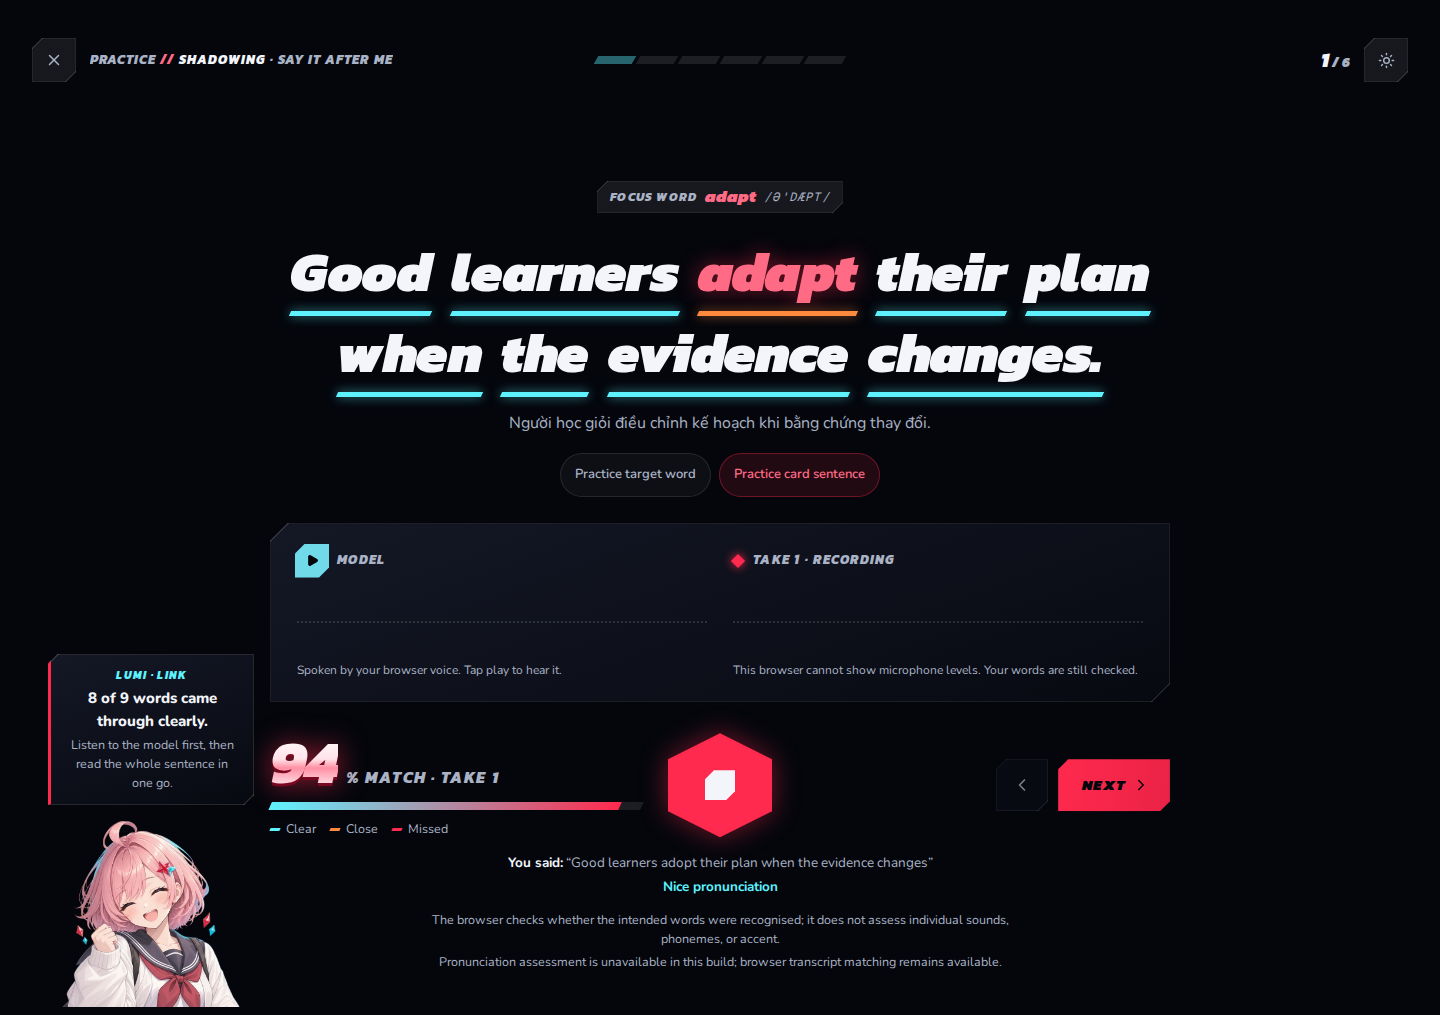 PRACTICE // SHADOWING · SAY IT AFTER ME
1 / 6
FOCUS WORD adapt /ə'DÆPT/
Good learners adapt their plan
when the evidence changes.
Người học giỏi điều chỉnh kế hoạch khi bằng chứng thay đổi.
Practice target word
Practice card sentence
MODEL
TAKE 1 · RECORDING
Spoken by your browser voice. Tap play to hear it.
This browser cannot show microphone levels. Your words are still checked.
LUMI · LINK
8 of 9 words came
through clearly.
Listen to the model first, then
read the whole sentence in
one go.
94 % MATCH · TAKE 1
Clear Close Missed
NEXT
You said: “Good learners adopt their plan when the evidence changes”
Nice pronunciation
The browser checks whether the intended words were recognised; it does not assess individual sounds,
phonemes, or accent.
Pronunciation assessment is unavailable in this build; browser transcript matching remains available.